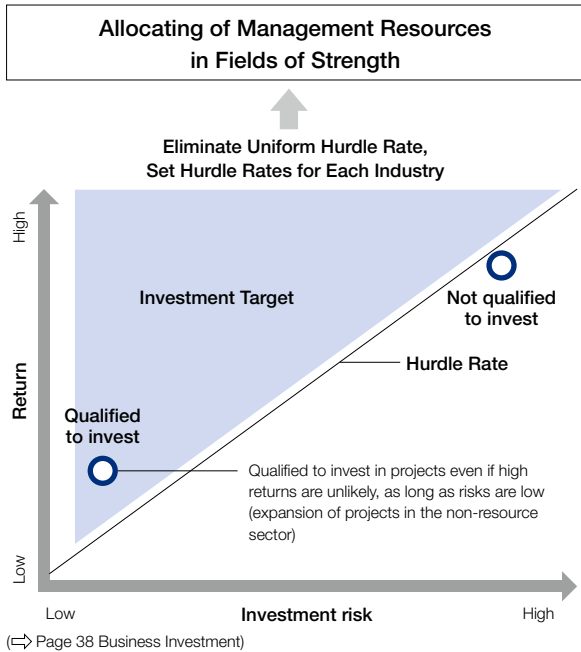 Allocating of Management Resources
in Fields of Strength
Eliminate Uniform Hurdle Rate,
Set Hurdle Rates for Each Industry
High
Investment Target
Not qualified
to invest
Hurdle Rate
Return
Qualified
to invest
Qualified to invest in projects even if high
returns are unlikely, as long as risks are low
(expansion of projects in the non-resource
sector)
Low
Low
Investment risk
High
(⇨ Page 38 Business Investment)